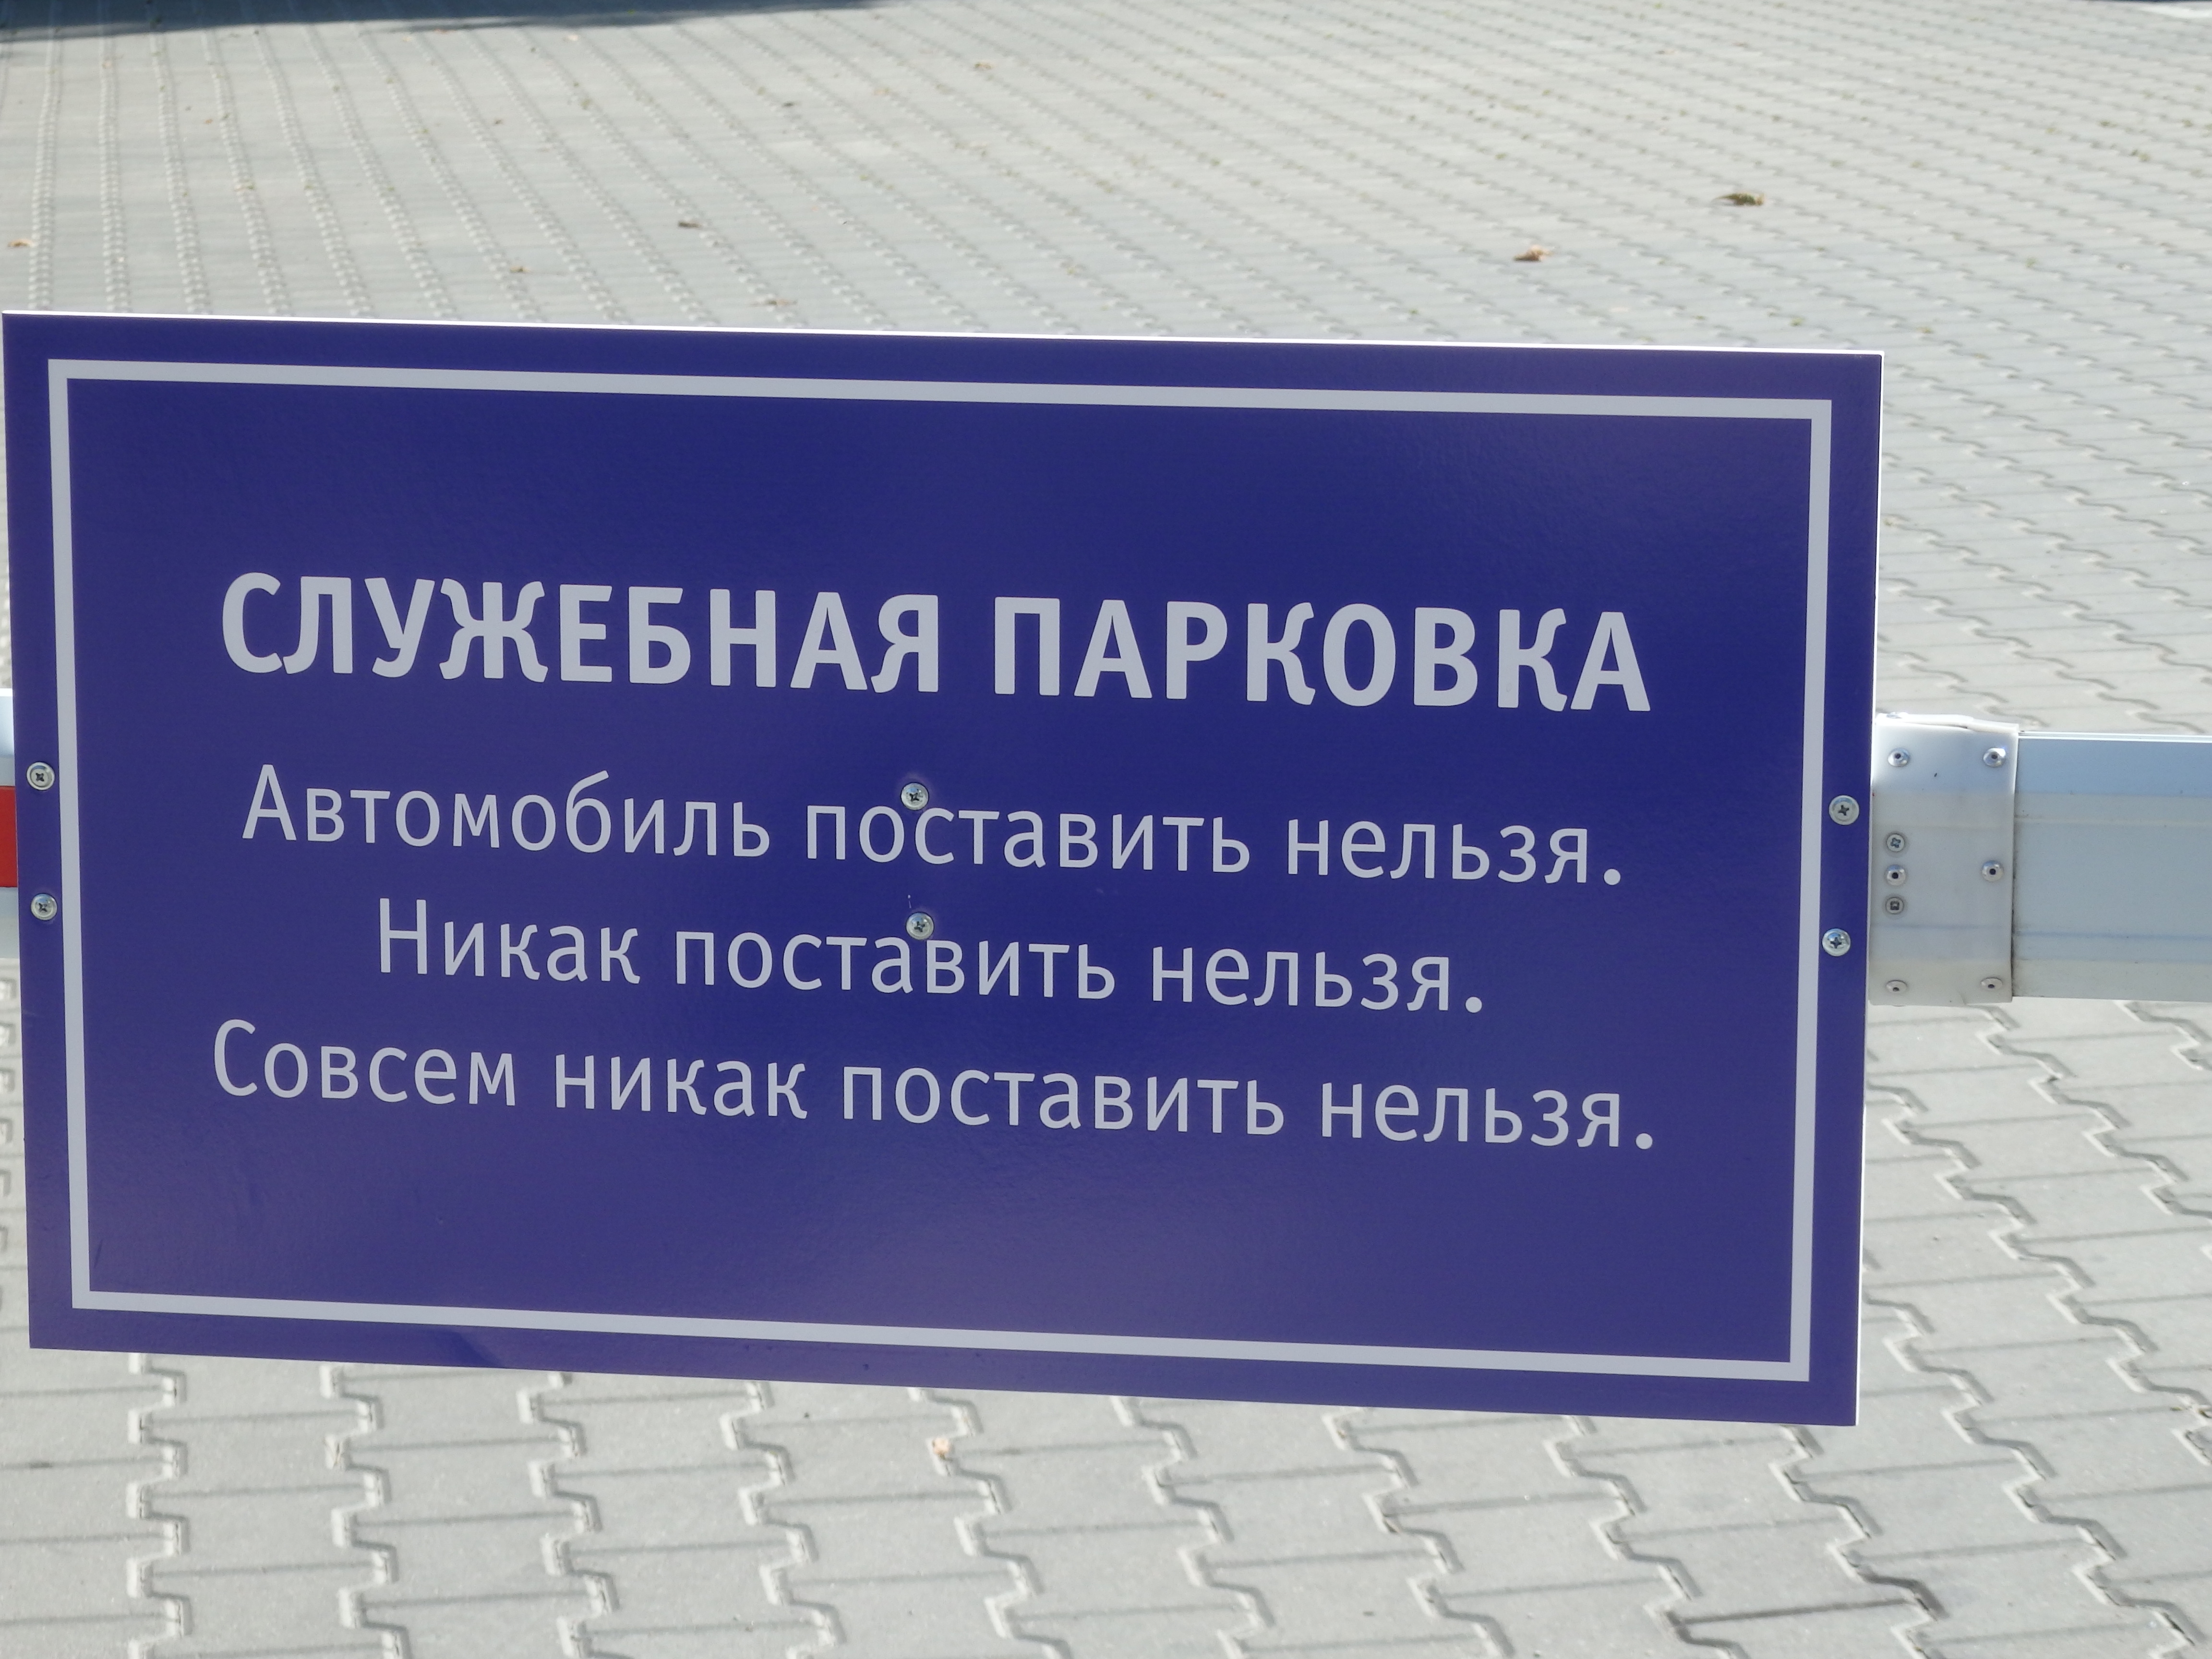 СЛУЖЕБНАЯ ПАРКОВКА
Автомобиль поставить нельзя.
Никак поставить нельзя.
Совсем никак поставить нельзя.